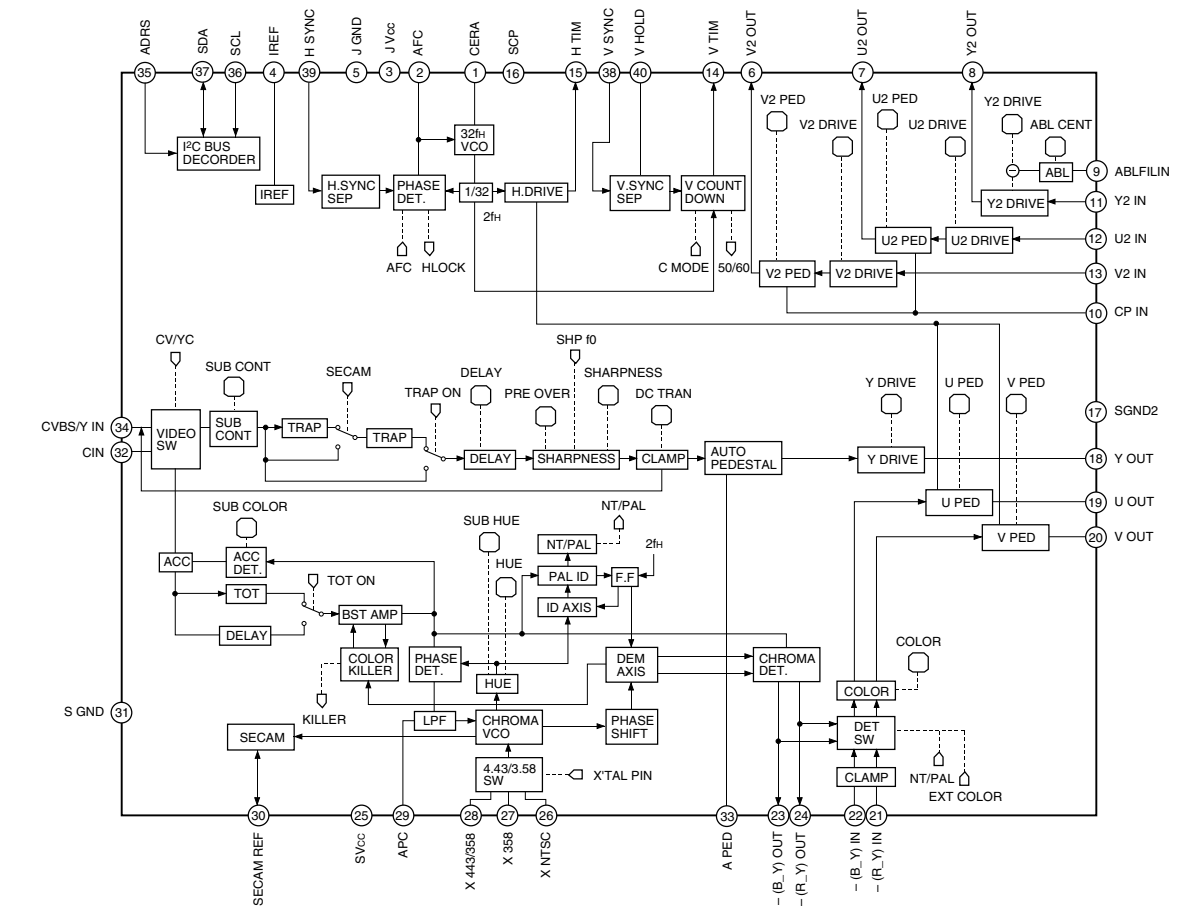 ADRS
SDA
SCL
IREF
H SYNC
J GND
J Vcc
AFC
CERA
SCP
H TIM
V SYNC
V HOLD
V TIM
V2 OUT
U2 OUT
Y2 OUT
35
37
36
4
39
5
3
2
1
16
15
38
40
14
6
7
8
V2 PED
U2 PED
Y2 DRIVE
V2 DRIVE
U2 DRIVE
ABL CENT
I²C BUS
DECORDER
32fH
VCO
IREF
H.SYNC
SEP
PHASE
DET.
1/32
H.DRIVE
2fH
V.SYNC
SEP
V COUNT
DOWN
ABL
9
ABLFILIN
Y2 DRIVE
11
Y2 IN
U2 PED
U2 DRIVE
12
U2 IN
AFC
HLOCK
C MODE
50/60
V2 PED
V2 DRIVE
13
V2 IN
10
CP IN
CV/YC
SUB CONT
SECAM
TRAP ON
DELAY
SHP f0
PRE OVER
SHARPNESS
DC TRAN
Y DRIVE
U PED
V PED
17
SGND2
CVBS/Y IN
34
CIN
32
VIDEO
SW
SUB
CONT
TRAP
TRAP
DELAY
SHARPNESS
CLAMP
AUTO
PEDESTAL
Y DRIVE
18
Y OUT
U PED
19
U OUT
V PED
20
V OUT
SUB COLOR
SUB HUE
HUE
NT/PAL
NT/PAL
2fH
ACC
ACC
DET.
PAL ID
F.F
TOT
TOT ON
ID AXIS
BST AMP
DELAY
COLOR
KILLER
PHASE
DET.
HUE
DEM
AXIS
CHROMA
DET.
COLOR
COLOR
S GND
31
KILLER
LPF
CHROMA
VCO
PHASE
SHIFT
DET
SW
SECAM
4.43/3.58
SW
X'TAL PIN
CLAMP
NT/PAL
EXT COLOR
30
25
29
28
27
26
33
23
24
22
21
SECAM REF
SVcc
APC
X 443/358
X 358
X NTSC
A PED
– (B_Y) OUT
– (R_Y) OUT
– (B_Y) IN
– (R_Y) IN